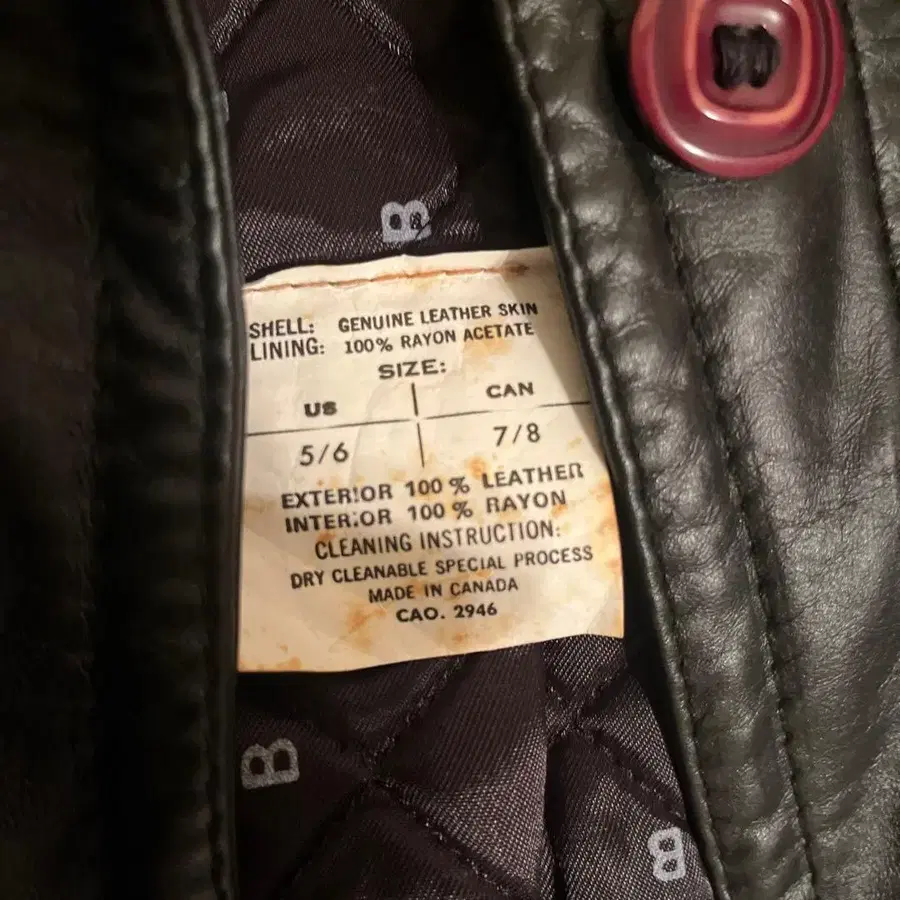 B
SHELL: GENUINE LEATHER SKIN
LINING: 100% RAYON ACETATE
SIZE:
US CAN
5/6 7/8
EXTERIOR 100% LEATHER
INTERIOR 100% RAYON
CLEANING INSTRUCTION:
DRY CLEANABLE SPECIAL PROCESS
MADE IN CANADA
CAO. 2946
B
B